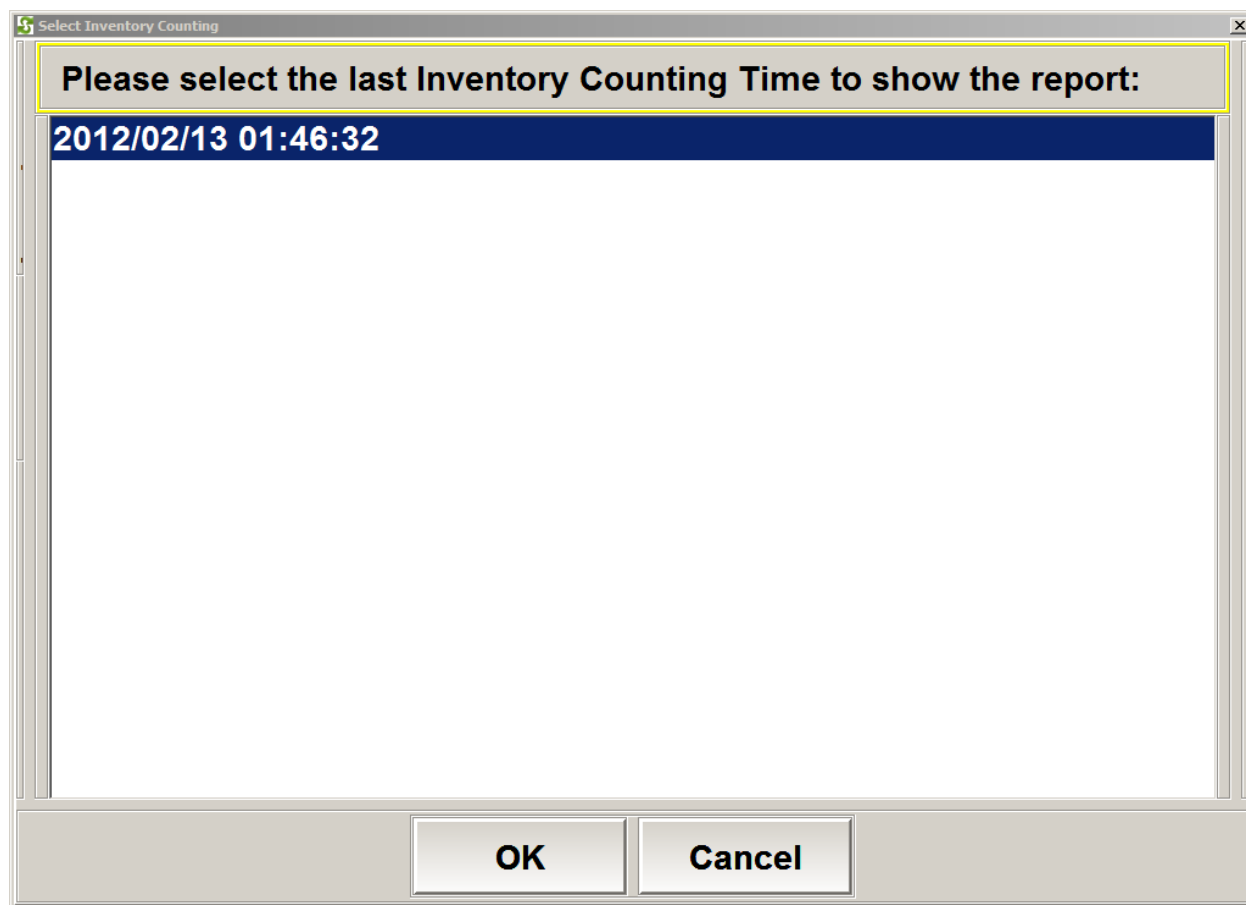 Select Inventory Counting
Please select the last Inventory Counting Time to show the report:
2012/02/13 01:46:32
OK
Cancel